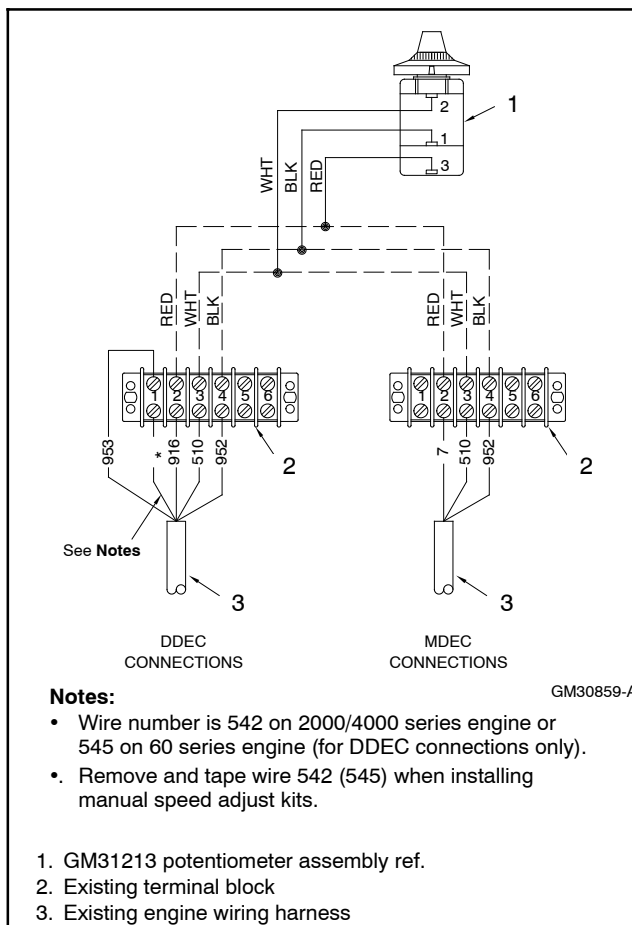 2
1
1
3
WHT
BLK
RED
RED
WHT
BLK
RED
WHT
BLK
1 2 3 4 5 6
1 2 3 4 5 6
953
*
916
510
952
2
7
510
952
2
See Notes
3
3
DDEC
CONNECTIONS
MDEC
CONNECTIONS
GM30859-A
Notes:
• Wire number is 542 on 2000/4000 series engine or
545 on 60 series engine (for DDEC connections only).
•. Remove and tape wire 542 (545) when installing
manual speed adjust kits.
1. GM31213 potentiometer assembly ref.
2. Existing terminal block
3. Existing engine wiring harness